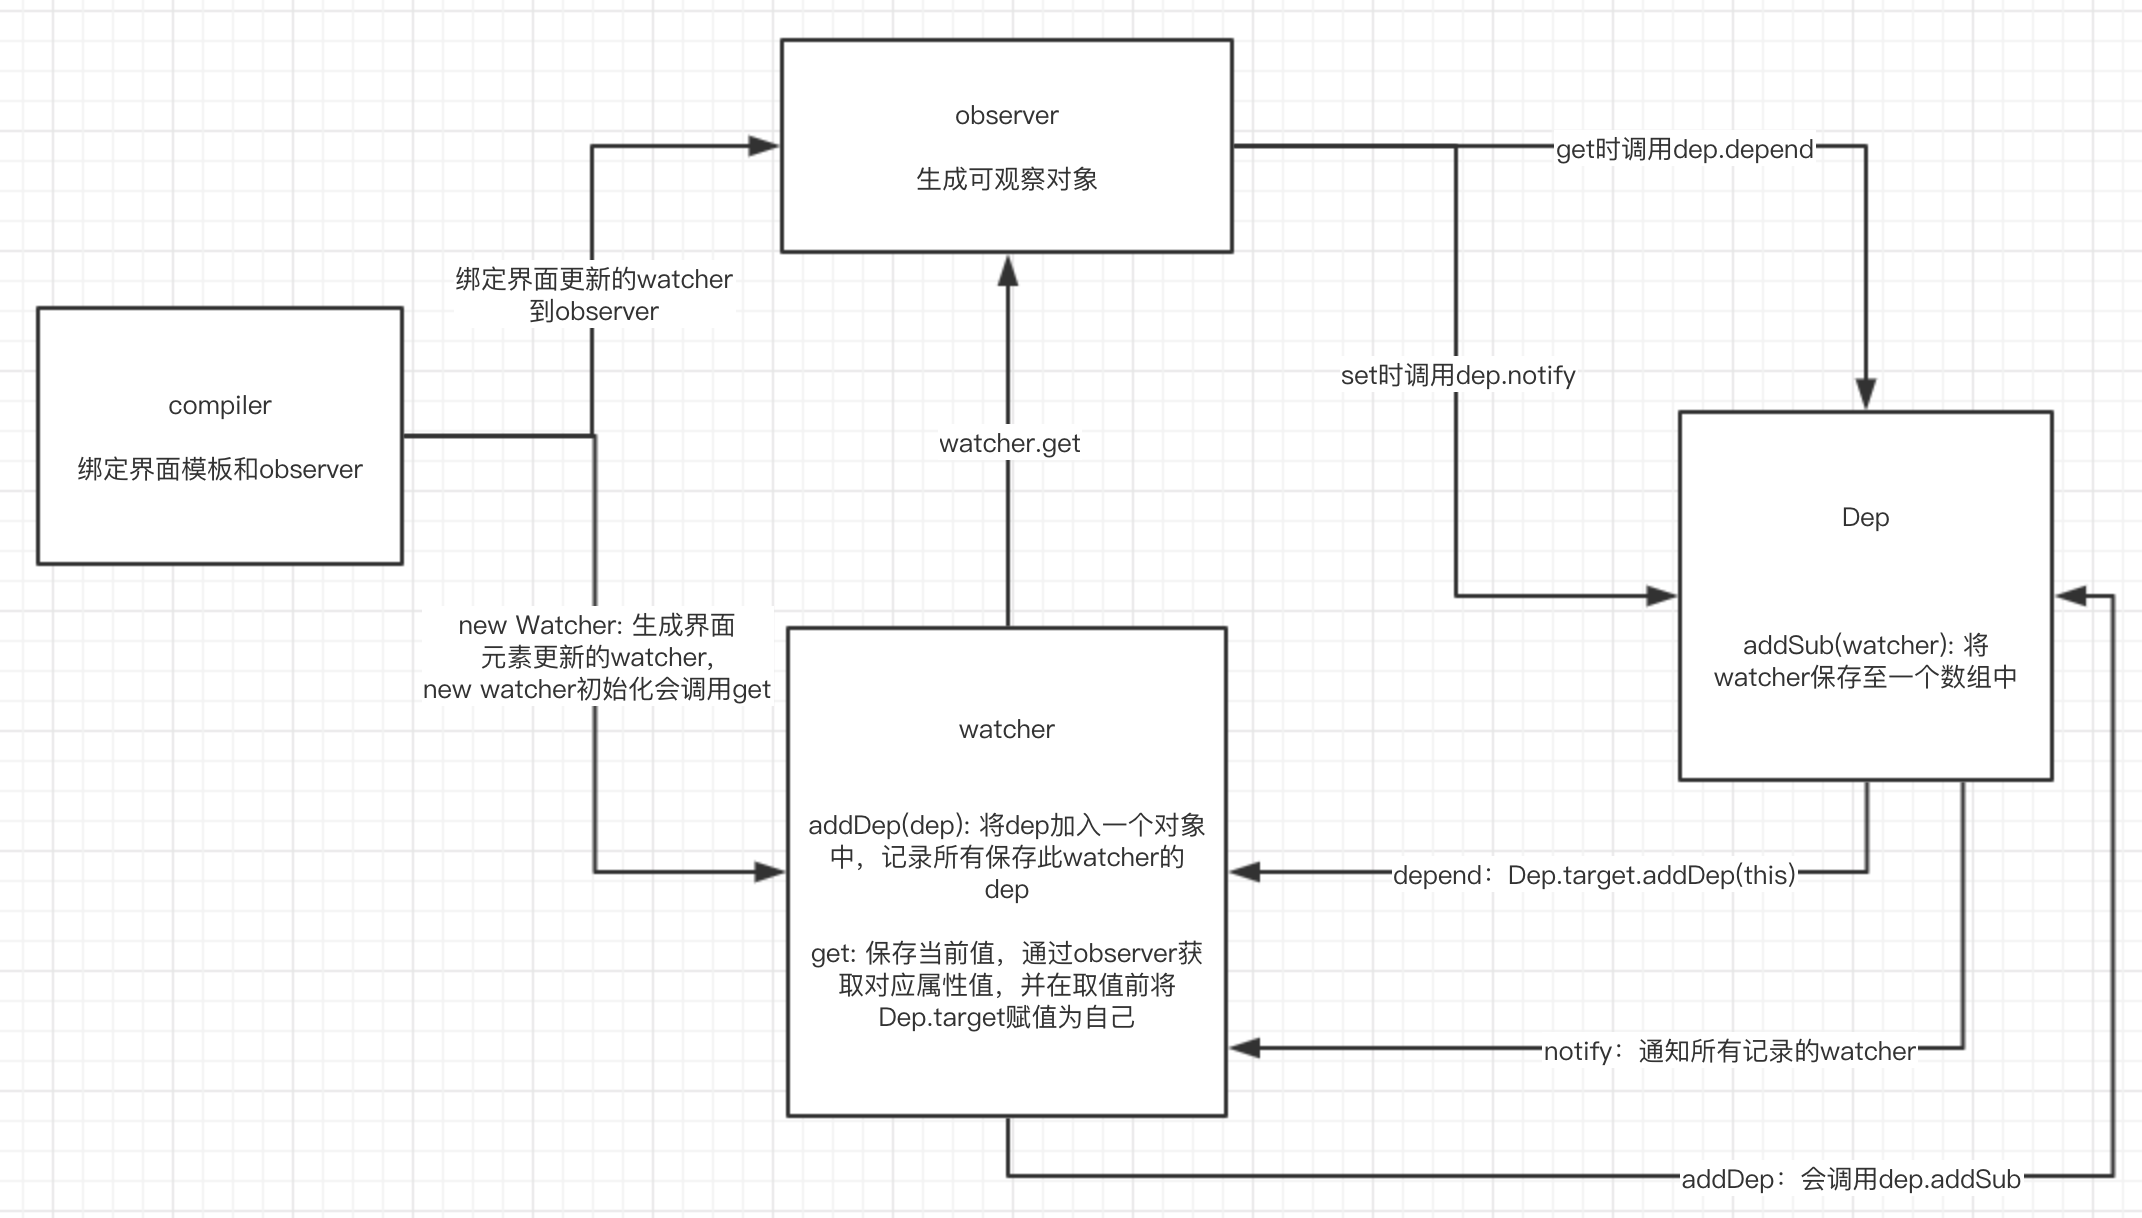 observer
生成可观察对象
get时调用dep.depend
绑定界面更新的watcher
到observer
set时调用dep.notify
compiler
绑定界面模板和observer
watcher.get
Dep
addSub(watcher): 将
watcher保存至一个数组中
new Watcher: 生成界面
元素更新的watcher,
new watcher初始化会调用get
watcher
addDep(dep): 将dep加入一个对象
中，记录所有保存此watcher的
dep
get: 保存当前值，通过observer获
取对应属性值，并在取值前将
Dep.target赋值为自己
depend：Dep.target.addDep(this)
notify：通知所有记录的watcher
addDep：会调用dep.addSub